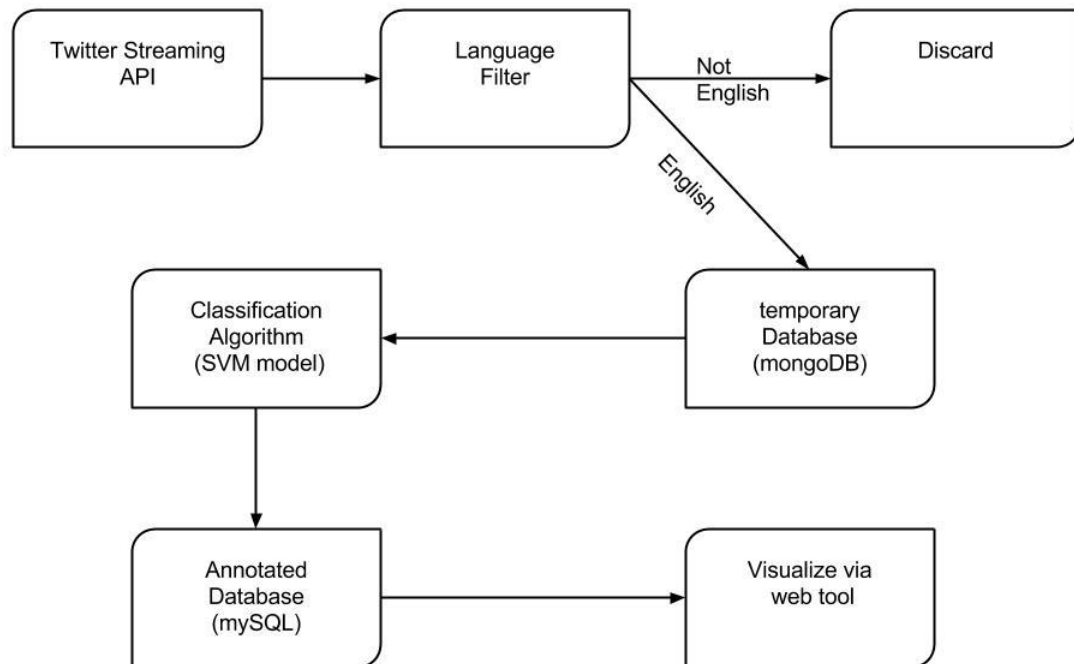 Twitter Streaming
API
Language
Filter
Not
English
Discard
English
temporary
Database
(mongoDB)
Classification
Algorithm
(SVM model)
Annotated
Database
(mySQL)
Visualize via
web tool